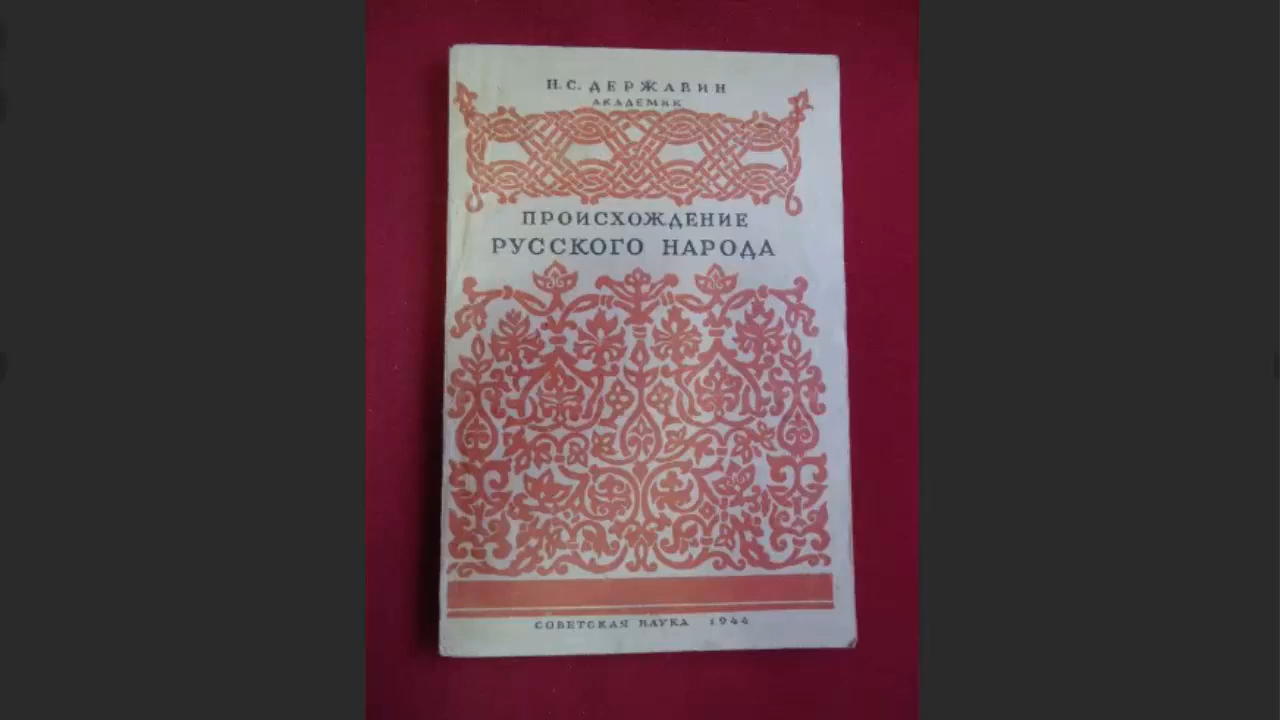 Н. С. ДЕРЖАВИН
АКАДЕМИК
ПРОИСХОЖДЕНИЕ
РУССКОГО НАРОДА
СОВЕТСКАЯ НАУКА 1944